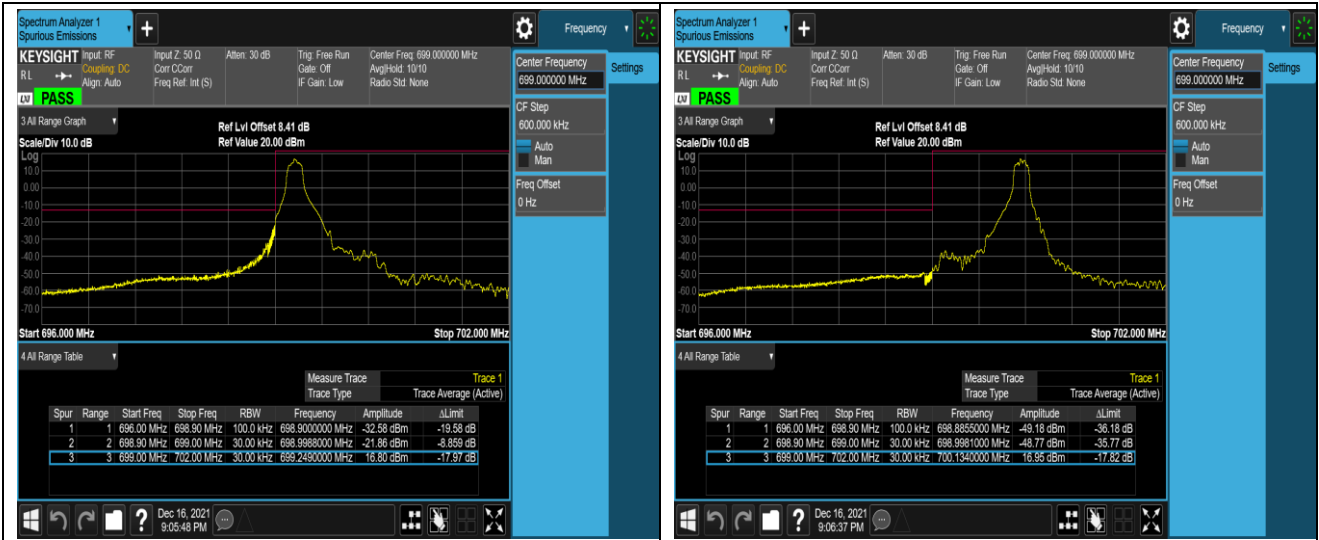 Spectrum Analyzer 1
Spurious Emissions
+
Frequency
KEYSIGHT Input: RF Input Z: 50 Ω Atten: 30 dB Trig: Free Run Center Freq: 699.000000 MHz
R L Coupling: DC Corr CCorr Gate: Off Avg|Hold: 10/10
Align: Auto Freq Ref: Int (S) IF Gain: Low Radio Std: None
PASS
Center Frequency
699.000000 MHz
Settings
CF Step
600.000 kHz
Auto
Man
Freq Offset
0 Hz
3 All Range Graph
Ref Lvl Offset 8.41 dB
Scale/Div 10.0 dB Ref Value 20.00 dBm
Log
10.0
0.00
-10.0
-20.0
-30.0
-40.0
-50.0
-60.0
-70.0
Start 696.000 MHz Stop 702.000 MHz
4 All Range Table
Measure Trace Trace 1
Trace Type Trace Average (Active)
Spur Range Start Freq Stop Freq RBW Frequency Amplitude ΔLimit
1 1 696.00 MHz 698.90 MHz 100.0 kHz 698.9000000 MHz -32.58 dBm -19.58 dB
2 2 698.90 MHz 699.00 MHz 30.00 kHz 698.9988000 MHz -21.86 dBm -8.859 dB
3 3 699.00 MHz 702.00 MHz 30.00 kHz 699.2490000 MHz 16.80 dBm -17.97 dB
?
Dec 16, 2021
9:05:48 PM
Spectrum Analyzer 1
Spurious Emissions
+
Frequency
KEYSIGHT Input: RF Input Z: 50 Ω Atten: 30 dB Trig: Free Run Center Freq: 699.000000 MHz
R L Coupling: DC Corr CCorr Gate: Off Avg|Hold: 10/10
Align: Auto Freq Ref: Int (S) IF Gain: Low Radio Std: None
PASS
Center Frequency
699.000000 MHz
Settings
CF Step
600.000 kHz
Auto
Man
Freq Offset
0 Hz
3 All Range Graph
Ref Lvl Offset 8.41 dB
Scale/Div 10.0 dB Ref Value 20.00 dBm
Log
10.0
0.00
-10.0
-20.0
-30.0
-40.0
-50.0
-60.0
-70.0
Start 696.000 MHz Stop 702.000 MHz
4 All Range Table
Measure Trace Trace 1
Trace Type Trace Average (Active)
Spur Range Start Freq Stop Freq RBW Frequency Amplitude ΔLimit
1 1 696.00 MHz 698.90 MHz 100.0 kHz 698.8855000 MHz -49.18 dBm -36.18 dB
2 2 698.90 MHz 699.00 MHz 30.00 kHz 698.9981000 MHz -48.77 dBm -35.77 dB
3 3 699.00 MHz 702.00 MHz 30.00 kHz 700.1340000 MHz 16.95 dBm -17.82 dB
?
Dec 16, 2021
9:06:37 PM